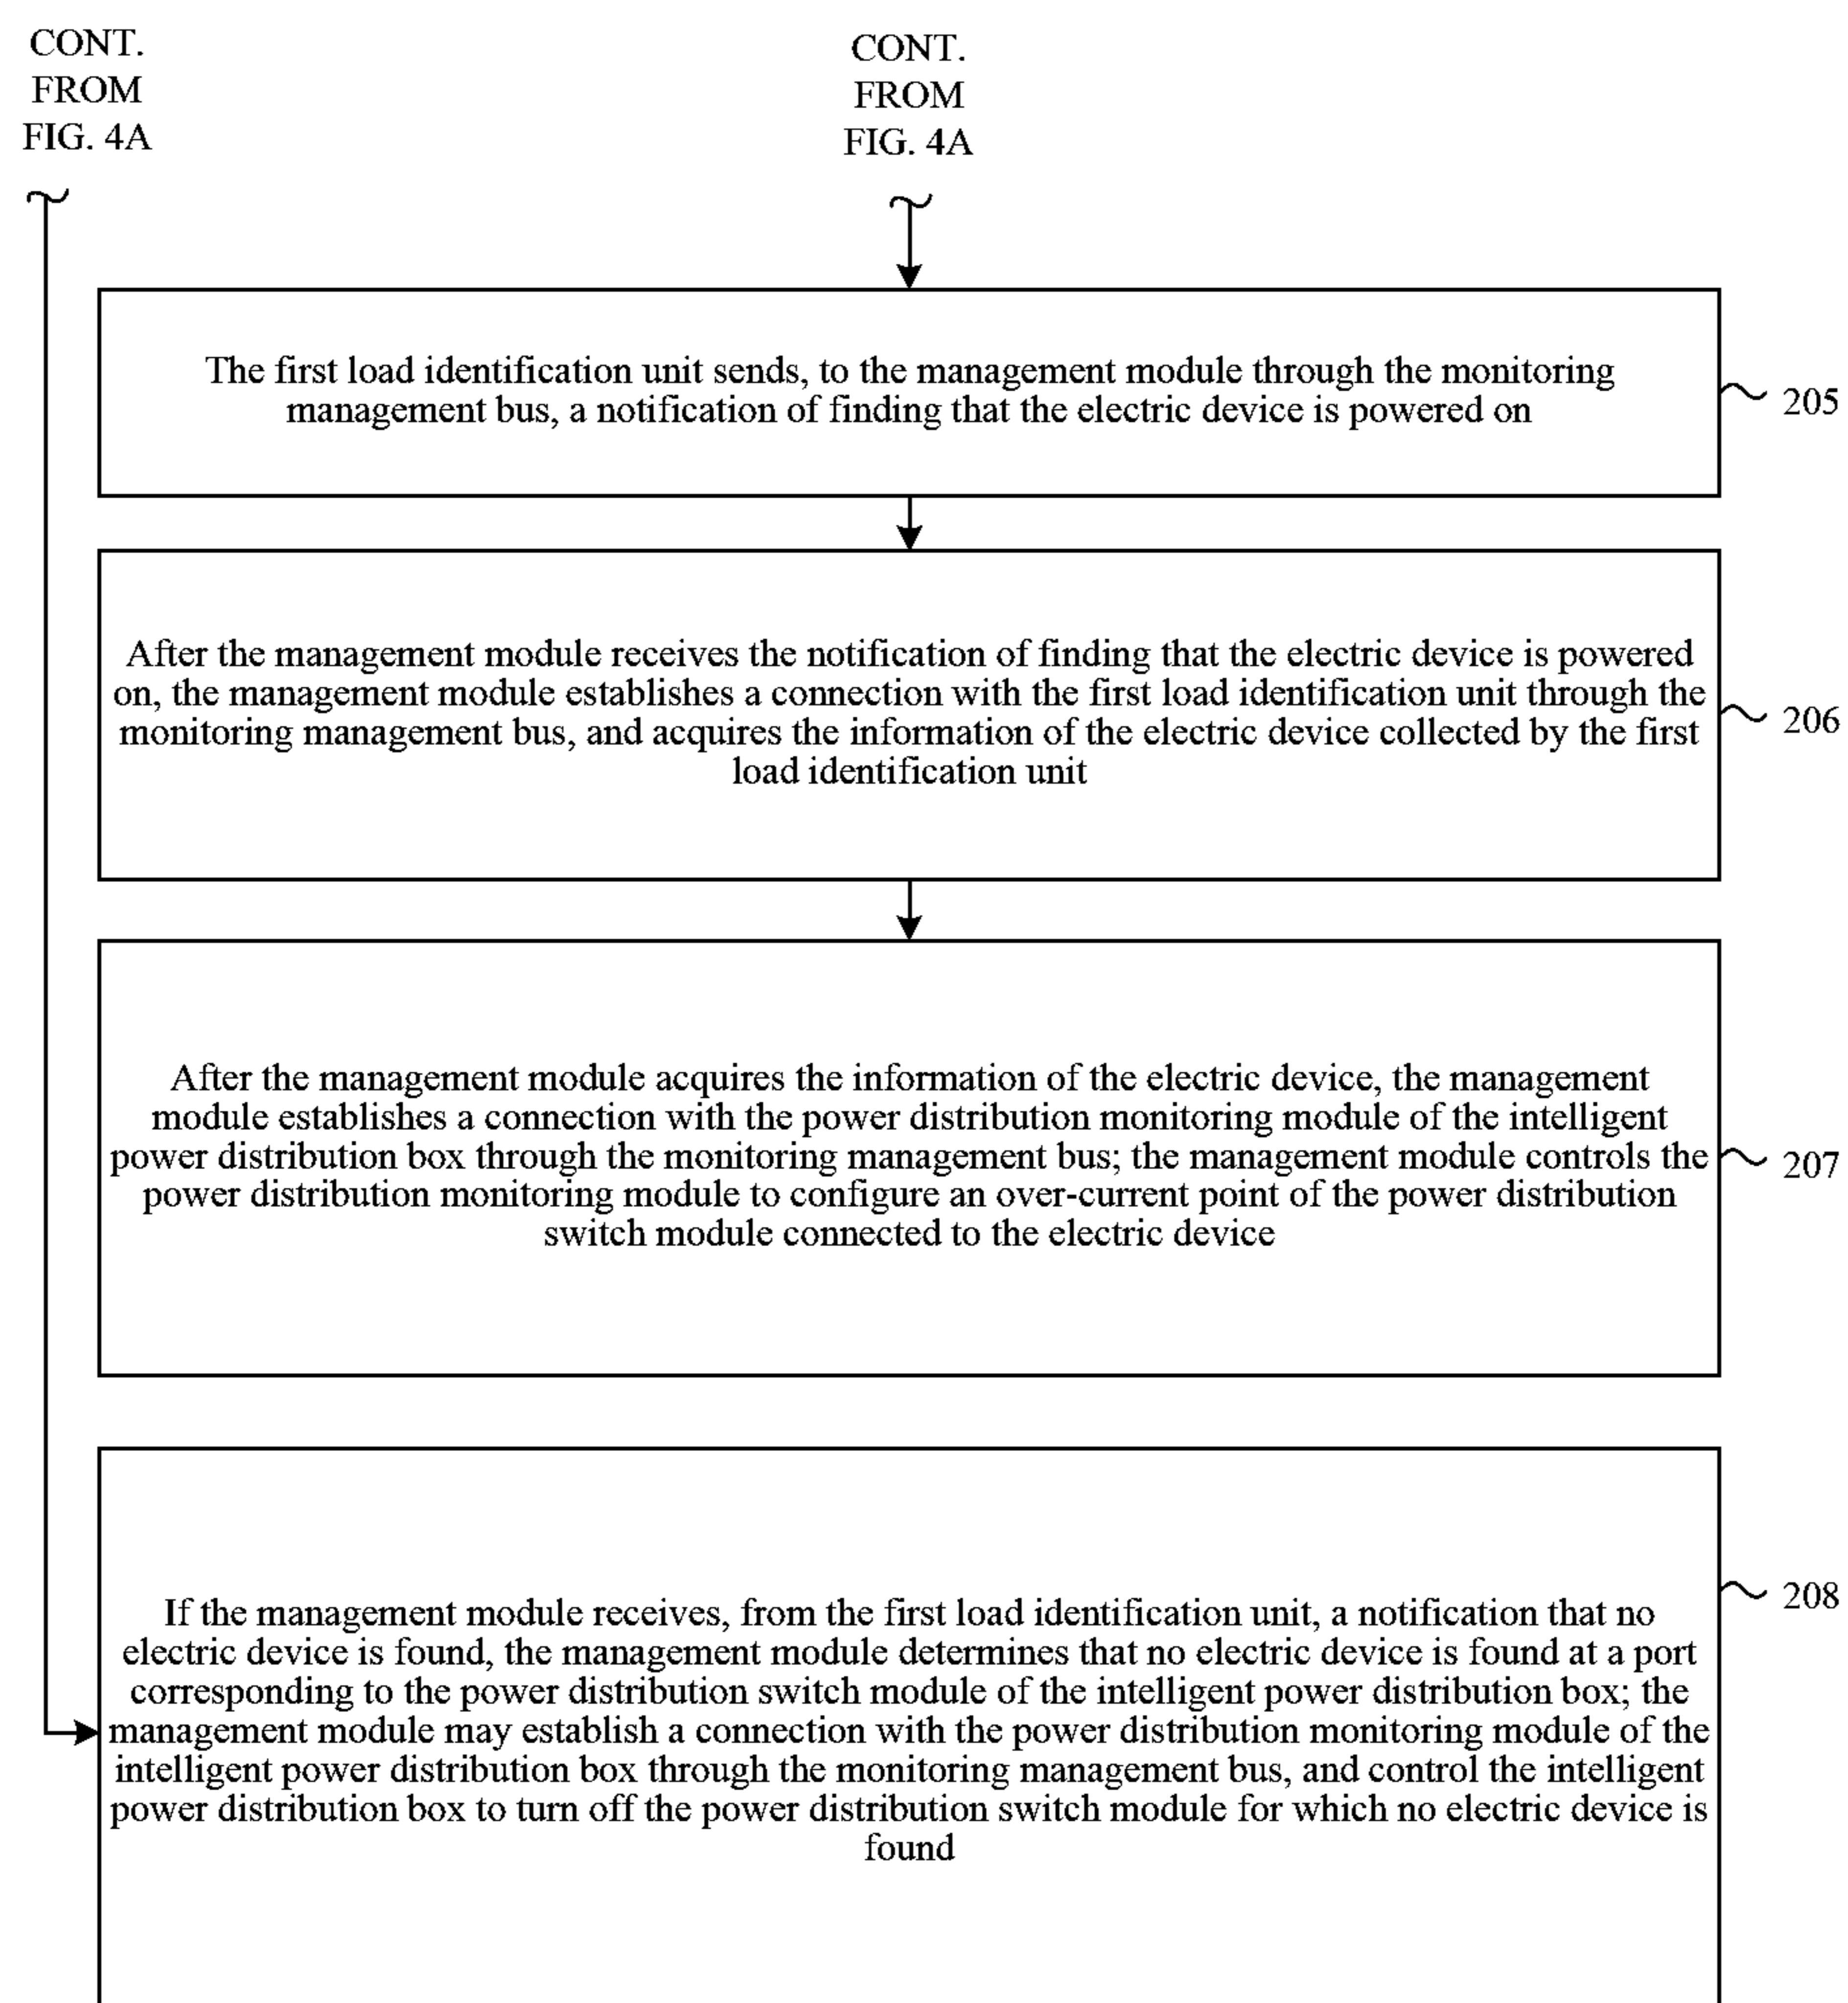 CONT.
FROM
FIG. 4A
CONT.
FROM
FIG. 4A
The first load identification unit sends, to the management module through the monitoring
management bus, a notification of finding that the electric device is powered on
205
After the management module receives the notification of finding that the electric device is powered
on, the management module establishes a connection with the first load identification unit through the
monitoring management bus, and acquires the information of the electric device collected by the first
load identification unit
206
After the management module acquires the information of the electric device, the management
module establishes a connection with the power distribution monitoring module of the intelligent
power distribution box through the monitoring management bus; the management module controls the
power distribution monitoring module to configure an over-current point of the power distribution
switch module connected to the electric device
207
If the management module receives, from the first load identification unit, a notification that no
electric device is found, the management module determines that no electric device is found at a port
corresponding to the power distribution switch module of the intelligent power distribution box; the
management module may establish a connection with the power distribution monitoring module of the
intelligent power distribution box through the monitoring management bus, and control the intelligent
power distribution box to turn off the power distribution switch module for which no electric device is
found
208